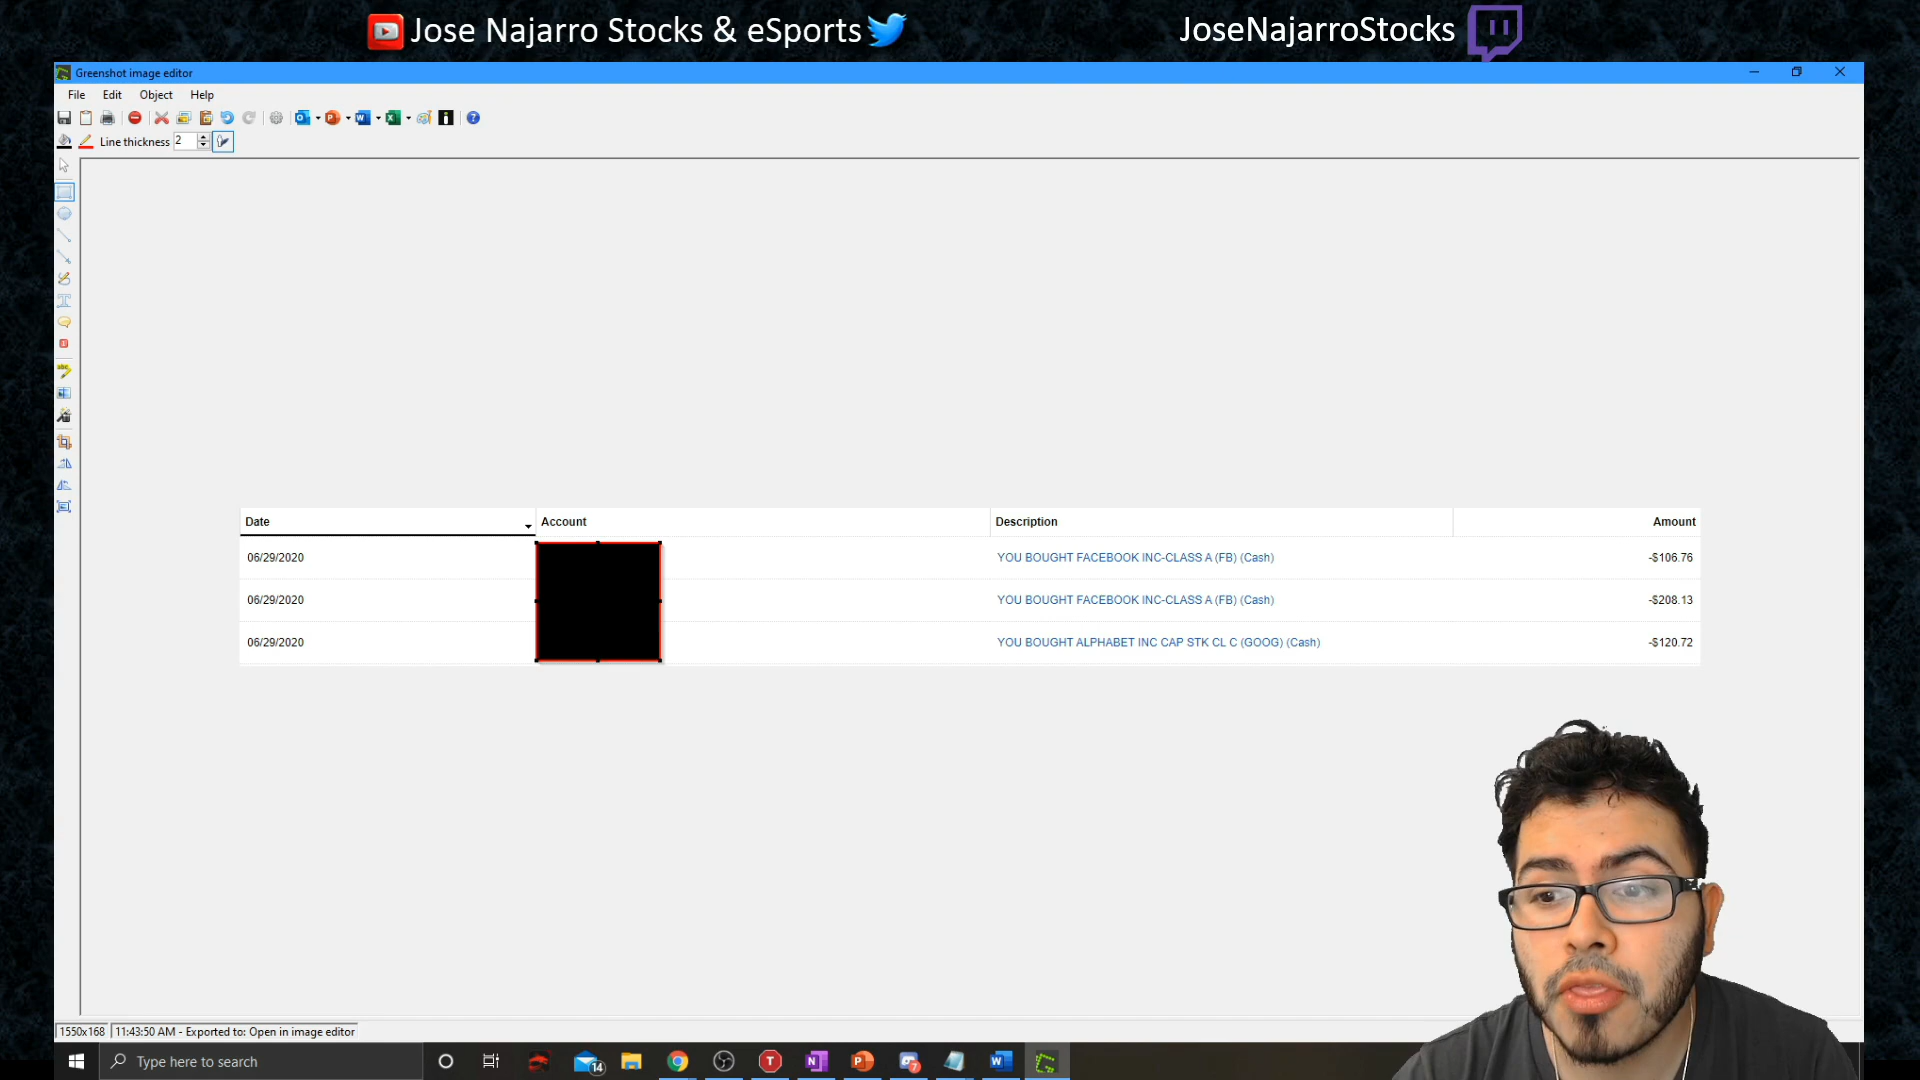 Jose Najarro Stocks & eSports
JoseNajarroStocks
Greenshot image editor
File Edit Object Help
Line thickness 2
Date Account Description Amount
06/29/2020 YOU BOUGHT FACEBOOK INC-CLASS A (FB) (Cash) -$106.76
06/29/2020 YOU BOUGHT FACEBOOK INC-CLASS A (FB) (Cash) -$208.13
06/29/2020 YOU BOUGHT ALPHABET INC CAP STK CL C (GOOG) (Cash) -$120.72
1550x168 11:43:50 AM - Exported to: Open in image editor
Type here to search
14
7